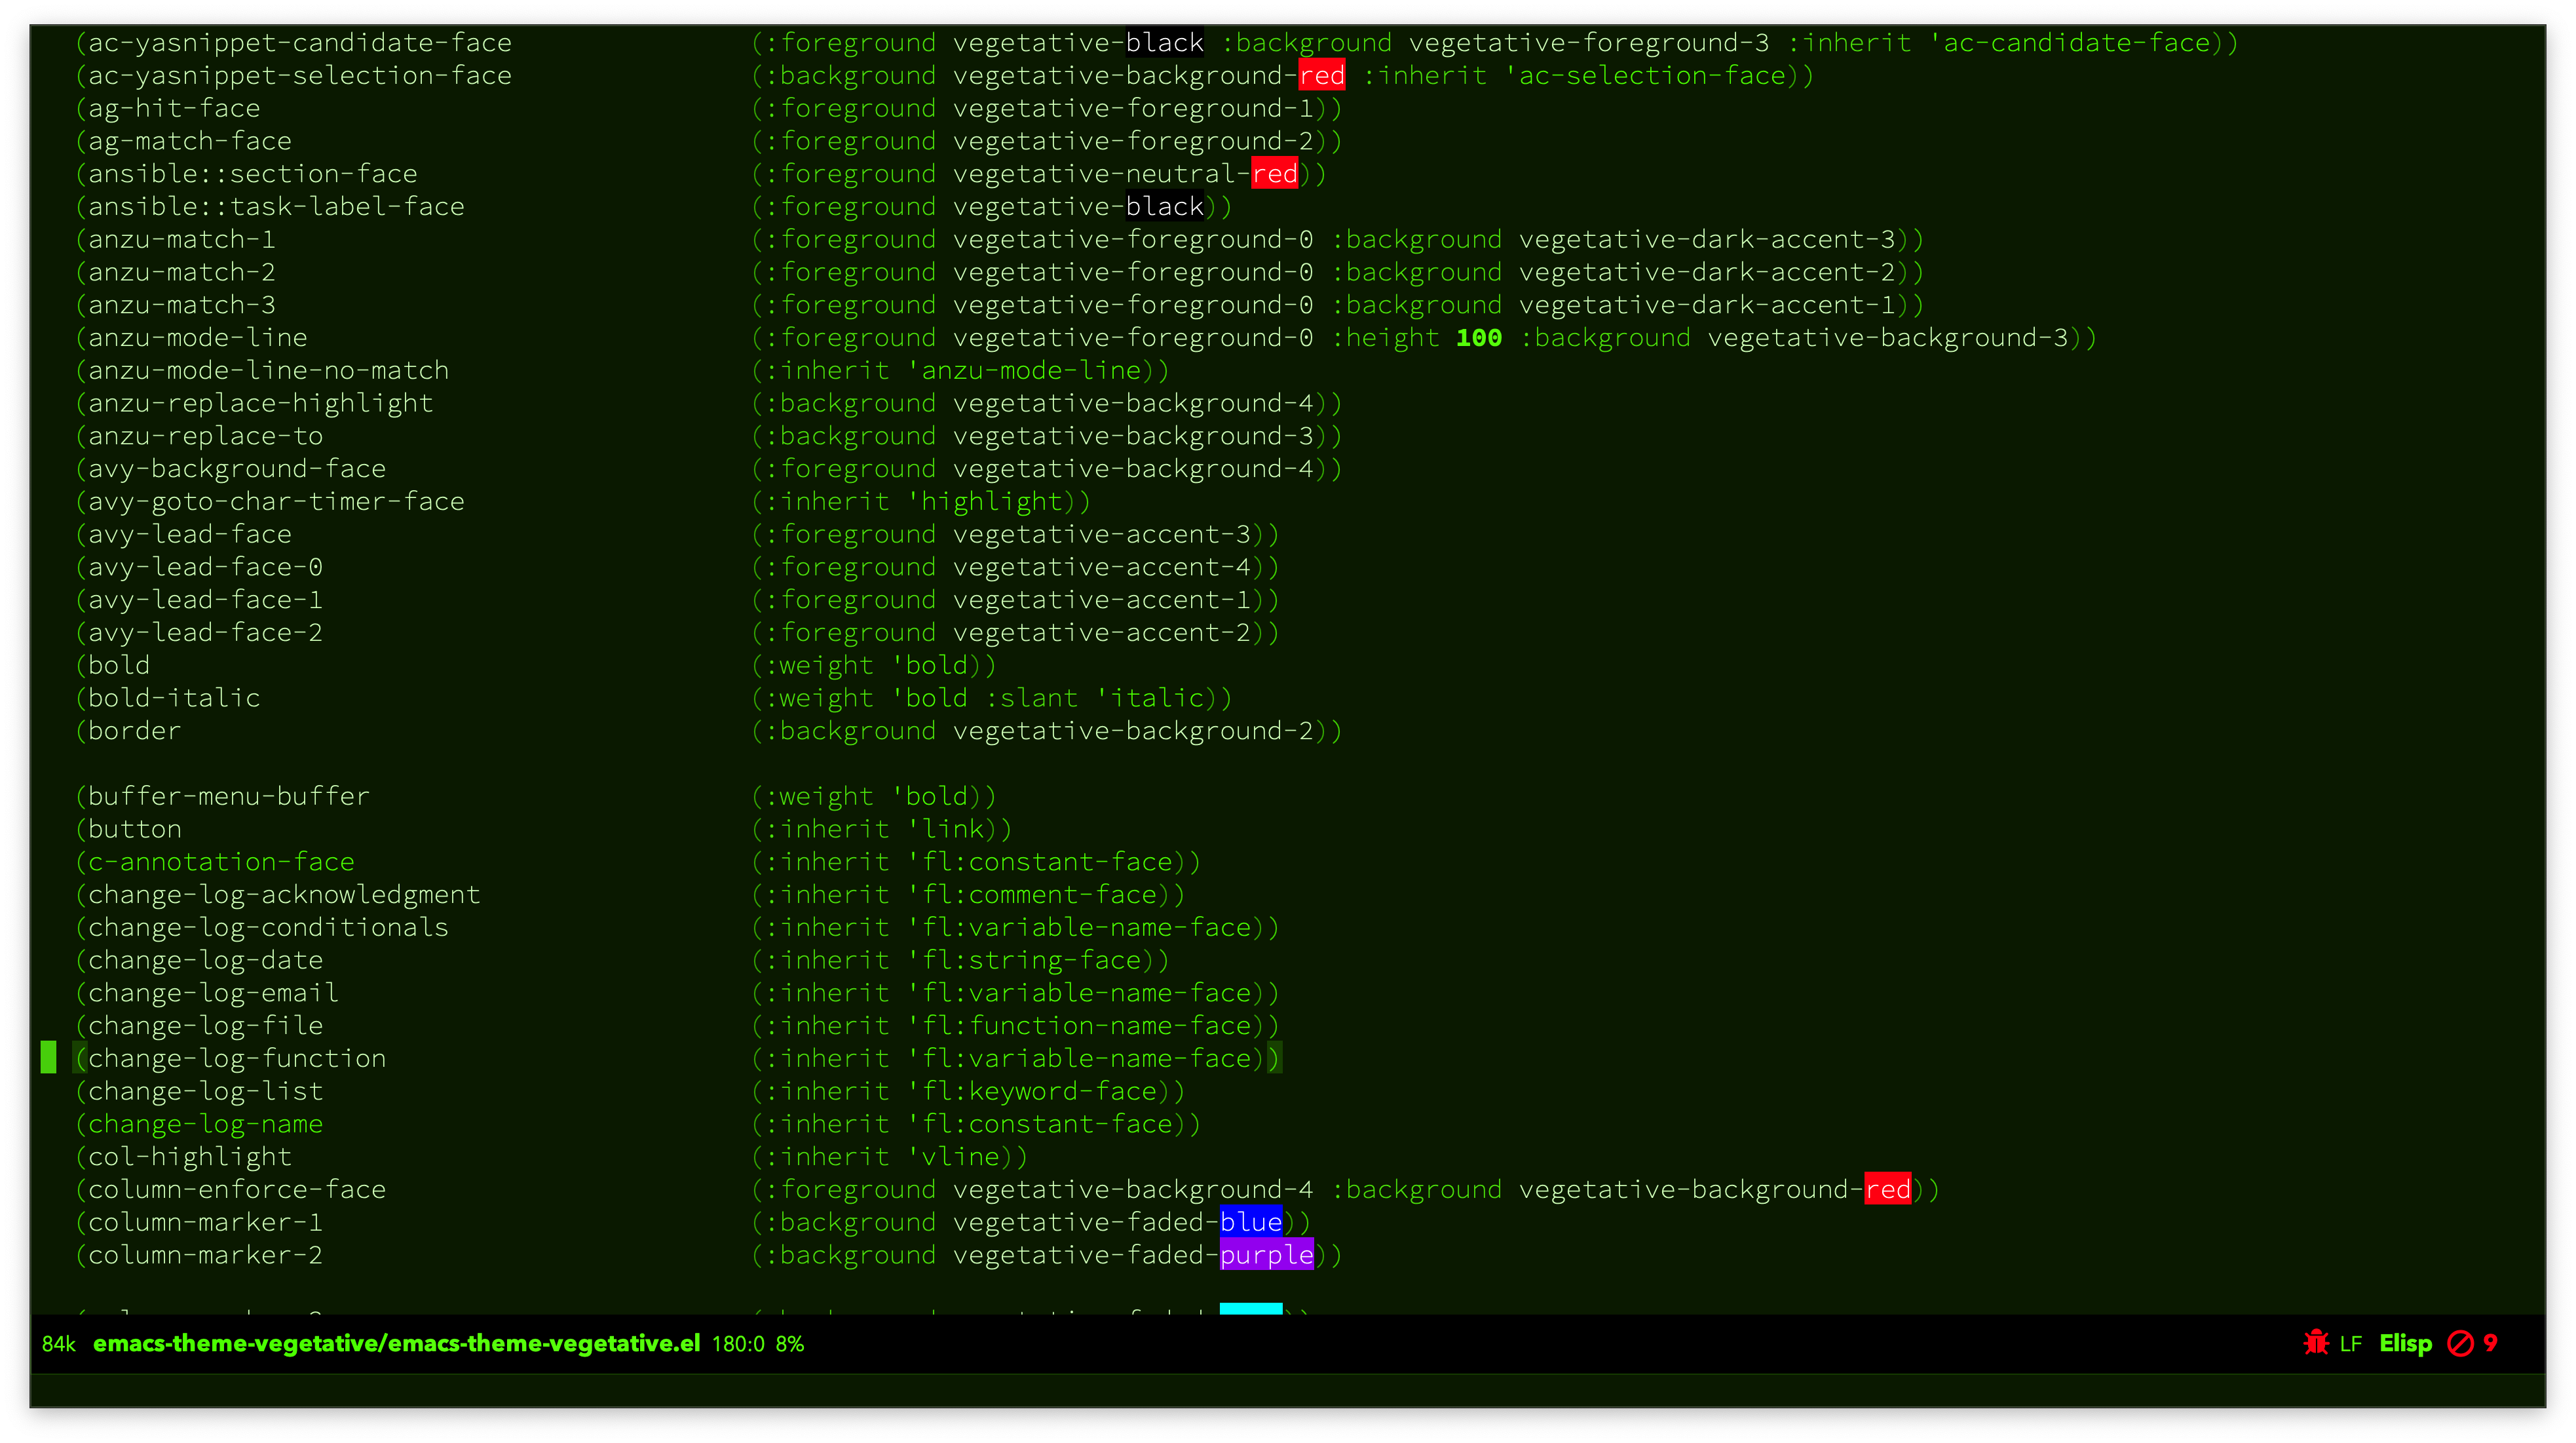 (ac-yasnippet-candidate-face (:foreground vegetative-black :background vegetative-foreground-3 :inherit 'ac-candidate-face))
(ac-yasnippet-selection-face (:background vegetative-background-red :inherit 'ac-selection-face))
(ag-hit-face (:foreground vegetative-foreground-1))
(ag-match-face (:foreground vegetative-foreground-2))
(ansible::section-face (:foreground vegetative-neutral-red))
(ansible::task-label-face (:foreground vegetative-black))
(anzu-match-1 (:foreground vegetative-foreground-0 :background vegetative-dark-accent-3))
(anzu-match-2 (:foreground vegetative-foreground-0 :background vegetative-dark-accent-2))
(anzu-match-3 (:foreground vegetative-foreground-0 :background vegetative-dark-accent-1))
(anzu-mode-line (:foreground vegetative-foreground-0 :height 100 :background vegetative-background-3))
(anzu-mode-line-no-match (:inherit 'anzu-mode-line))
(anzu-replace-highlight (:background vegetative-background-4))
(anzu-replace-to (:background vegetative-background-3))
(avy-background-face (:foreground vegetative-background-4))
(avy-goto-char-timer-face (:inherit 'highlight))
(avy-lead-face (:foreground vegetative-accent-3))
(avy-lead-face-0 (:foreground vegetative-accent-4))
(avy-lead-face-1 (:foreground vegetative-accent-1))
(avy-lead-face-2 (:foreground vegetative-accent-2))
(bold (:weight 'bold))
(bold-italic (:weight 'bold :slant 'italic))
(border (:background vegetative-background-2))
(buffer-menu-buffer (:weight 'bold))
(button (:inherit 'link))
(c-annotation-face (:inherit 'fl:constant-face))
(change-log-acknowledgment (:inherit 'fl:comment-face))
(change-log-conditionals (:inherit 'fl:variable-name-face))
(change-log-date (:inherit 'fl:string-face))
(change-log-email (:inherit 'fl:variable-name-face))
(change-log-file (:inherit 'fl:function-name-face))
(change-log-function (:inherit 'fl:variable-name-face))
(change-log-list (:inherit 'fl:keyword-face))
(change-log-name (:inherit 'fl:constant-face))
(col-highlight (:inherit 'vline))
(column-enforce-face (:foreground vegetative-background-4 :background vegetative-background-red))
(column-marker-1 (:background vegetative-faded-blue))
(column-marker-2 (:background vegetative-faded-purple))
84k emacs-theme-vegetative/emacs-theme-vegetative.el 180:0 8% LF Elisp 9